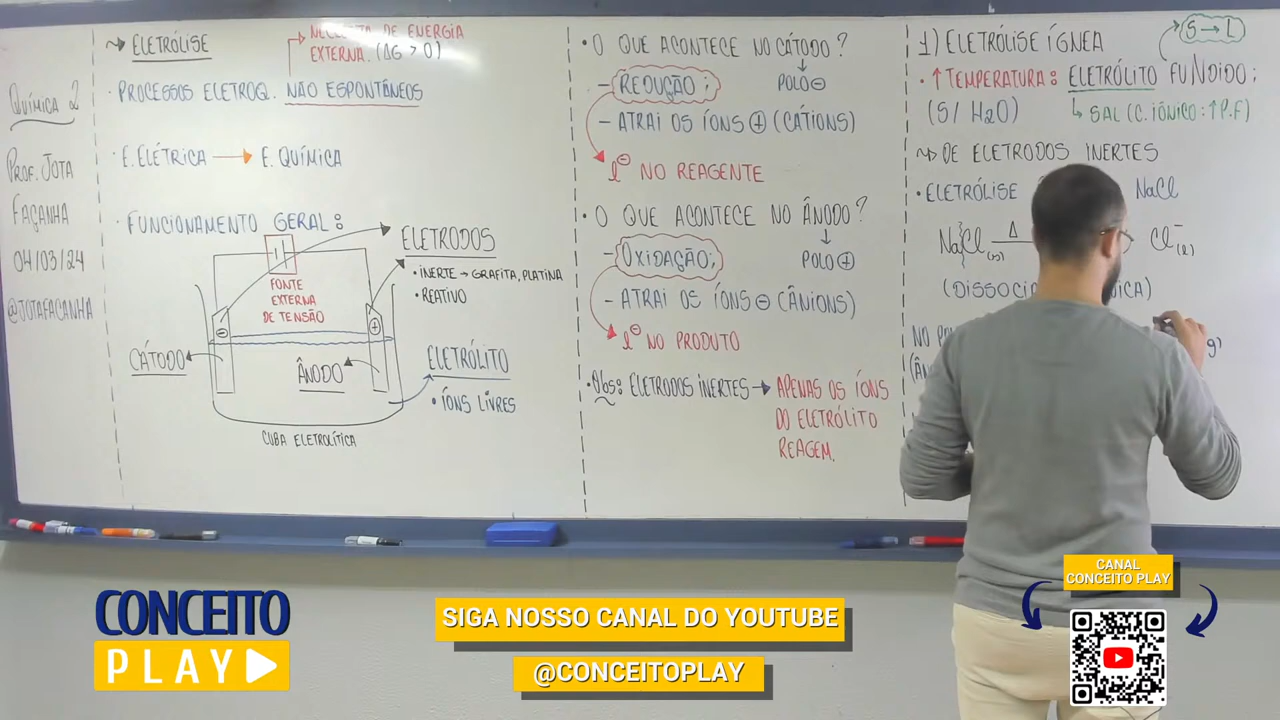 QUÍMICA 2
PROF. JOTA
FAÇANHA
04/03/24
@JOTAFAÇANHA
ELETRÓLISE
NECESSITA DE ENERGIA
EXTERNA. (ΔG > 0)
• PROCESSOS ELETROQ. NÃO ESPONTÂNEOS
• E. ELÉTRICA → E. QUÍMICA
• FUNCIONAMENTO GERAL:
ELETRODOS
• INERTE → GRAFITA, PLATINA
• REATIVO
FONTE
EXTERNA
DE TENSÃO
⊖
⊕
CÁTODO
ÂNODO
ELETRÓLITO
• ÍONS LIVRES
CUBA ELETROLÍTICA
• O QUE ACONTECE NO CÁTODO?
↓
POLO ⊖
- REDUÇÃO;
- ATRAI OS ÍONS ⊕ (CÁTIONS)
NO REAGENTE
• O QUE ACONTECE NO ÂNODO?
↓
POLO ⊕
- OXIDAÇÃO;
- ATRAI OS ÍONS ⊖ (ÂNIONS)
NO PRODUTO
• Obs: ELETRODOS INERTES → APENAS OS ÍONS
DO ELETRÓLITO
REAGEM.
S → L
1) ELETRÓLISE ÍGNEA
• ↑ TEMPERATURA: ELETRÓLITO FUNDIDO;
(S/ H2O)
↳ SAL (C. IÔNICO: ↑ P.F)
DE ELETRODOS INERTES
• ELETRÓLISE NaCl
NaCl(s) Δ Cl⁻(l)
NO
CONCEITO
PLAY
SIGA NOSSO CANAL DO YOUTUBE
@CONCEITOPLAY
CANAL
CONCEITO PLAY